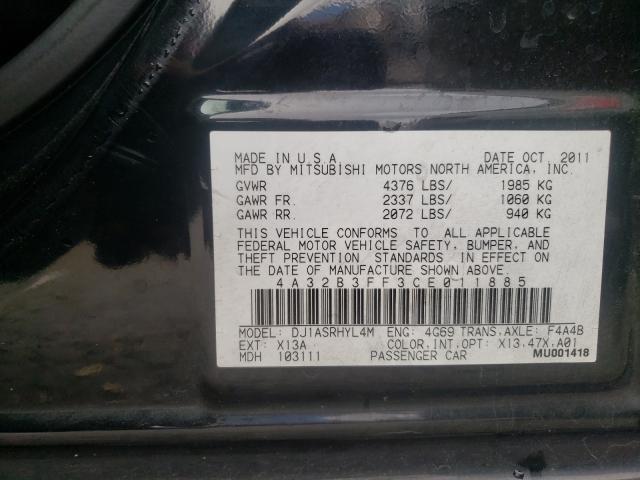 MADE IN U.S.A. DATE OCT. 2011
MFD BY MITSUBISHI MOTORS NORTH AMERICA, INC.
GVWR 4376 LBS/ 1985 KG
GAWR FR. 2337 LBS/ 1060 KG
GAWR RR. 2072 LBS/ 940 KG
THIS VEHICLE CONFORMS TO ALL APPLICABLE
FEDERAL MOTOR VEHICLE SAFETY, BUMPER, AND
THEFT PREVENTION STANDARDS IN EFFECT ON
THE DATE OF MANUFACTURE SHOWN ABOVE.
4A32B3FF3CE011885
MODEL: DJ1ASRHYL4M ENG: 4G69 TRANS,AXLE: F4A4B
EXT: X13A COLOR,INT,OPT: X13,47X,A01
MDH 103111 PASSENGER CAR MU001418